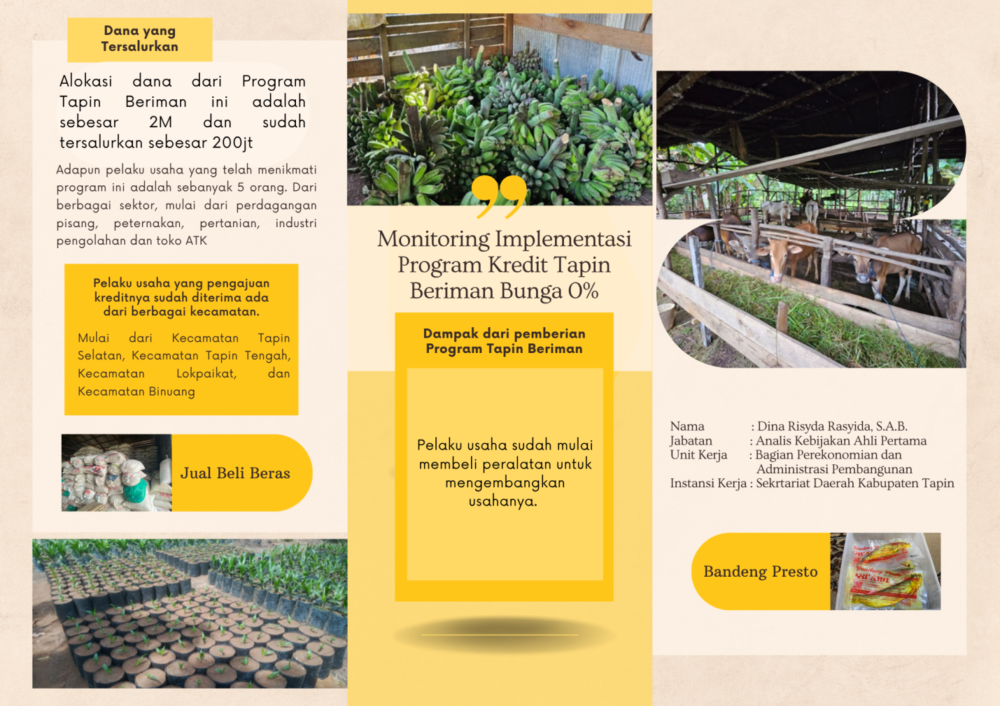 Dana yang
Tersalurkan
Alokasi dana dari Program
Tapin Beriman ini adalah
sebesar 2M dan sudah
tersalurkan sebesar 200jt
Adapun pelaku usaha yang telah menikmati
program ini adalah sebanyak 5 orang. Dari
berbagai sektor, mulai dari perdagangan
pisang, peternakan, pertanian, industri
pengolahan dan toko ATK
Pelaku usaha yang pengajuan
kreditnya sudah diterima ada
dari berbagai kecamatan.
Mulai dari Kecamatan Tapin
Selatan, Kecamatan Tapin Tengah,
Kecamatan Lokpaikat, dan
Kecamatan Binuang
Jual Beli Beras
Monitoring Implementasi
Program Kredit Tapin
Beriman Bunga 0%
Dampak dari pemberian
Program Tapin Beriman
Pelaku usaha sudah mulai
membeli peralatan untuk
mengembangkan
usahanya.
Nama : Dina Risyda Rasyida, S.A.B.
Jabatan : Analis Kebijakan Ahli Pertama
Unit Kerja : Bagian Perekonomian dan
Administrasi Pembangunan
Instansi Kerja : Sekrtariat Daerah Kabupaten Tapin
Bandeng Presto
Bandeng Presto